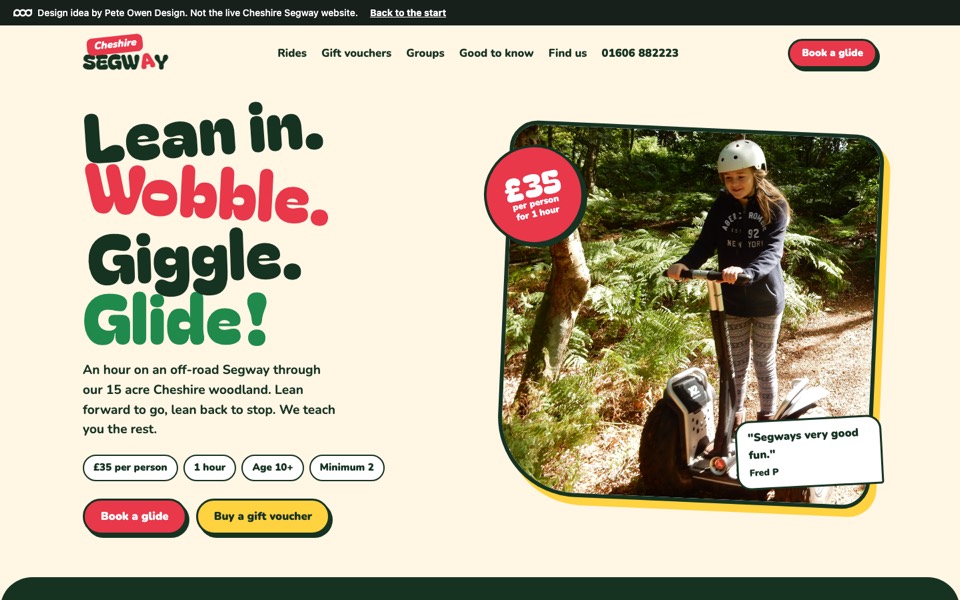 Design idea by Pete Owen Design. Not the live Cheshire Segway website. Back to the start
Cheshire
SEGWAY
Rides Gift vouchers Groups Good to know Find us 01606 882223
Book a glide
Lean in.
Wobble.
Giggle.
Glide!
An hour on an off-road Segway through
our 15 acre Cheshire woodland. Lean
forward to go, lean back to stop. We teach
you the rest.
£35 per person 1 hour Age 10+ Minimum 2
Book a glide Buy a gift voucher
£35
per person
for 1 hour
92
NEW YORK
"Segways very good
fun."
Fred P